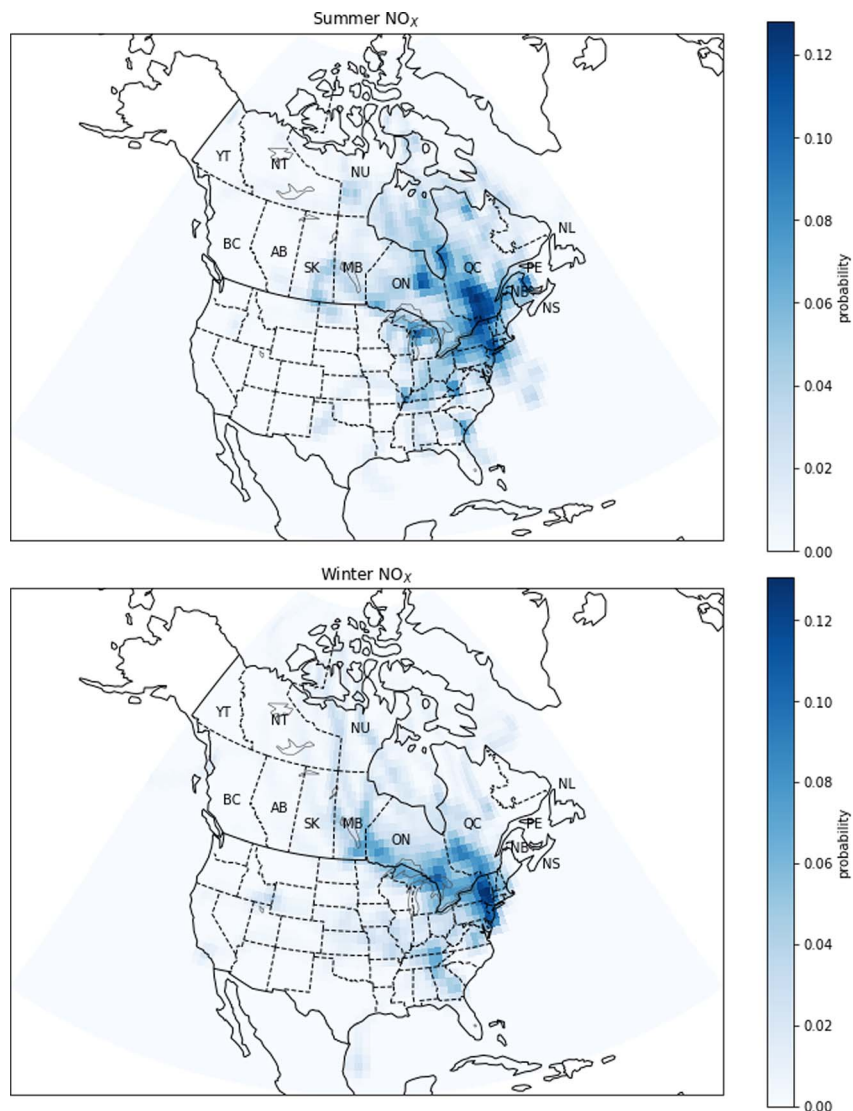 Summer NOX
YT
NT
NU
BC
AB
SK
MB
ON
QC
NL
PE
NB
NS
0.12
0.10
0.08
0.06
0.04
0.02
0.00
probability
Winter NOX
YT
NT
NU
BC
AB
SK
MB
ON
QC
NL
PE
NB
NS
0.12
0.10
0.08
0.06
0.04
0.02
0.00
probability